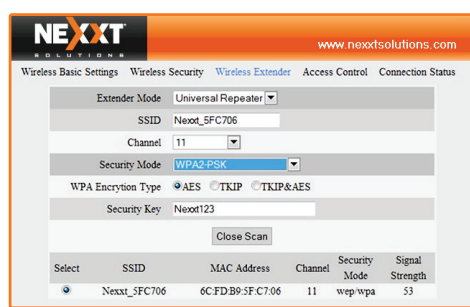 NEXXT
SOLUTIONS
www.nexxtsolutions.com
Wireless Basic Settings Wireless Security Wireless Extender Access Control Connection Status
Extender Mode Universal Repeater
SSID Nexxt_5FC706
Channel 11
Security Mode WPA2-PSK
WPA Encrytion Type AES TKIP TKIP&AES
Security Key Nexxt123
Close Scan
Select SSID MAC Address Channel Security Mode Signal Strength
Nexxt_5FC706 6C:FD:B9:5F:C7:06 11 wep/wpa 53